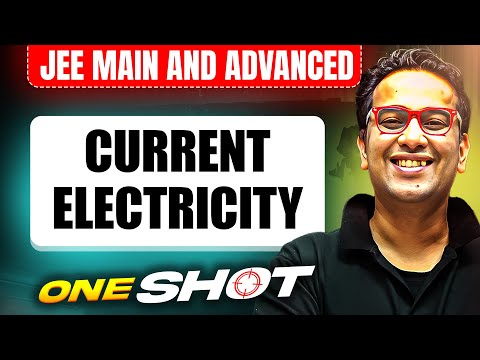 JEE MAIN AND ADVANCED
CURRENT
ELECTRICITY
ONE SHOT